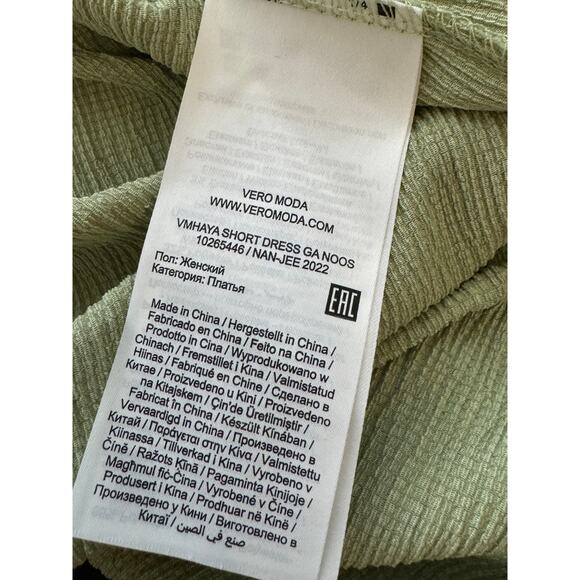 /4
VERO MODA
WWW.VEROMODA.COM
VMHAYA SHORT DRESS GA NOOS
10265446 / NAN-JEE 2022
Пол: Женский
Категория: Платья
EAC
Made in China / Hergestellt in China /
Fabricado en China / Feito na China /
Prodotto in Cina / Wyprodukowano w
Chinach / Fremstillet i Kina / Valmistatud
Hiinas / Fabriqué en Chine / Сделано в
Китае / Proizvedeno u Kini / Proizvedeno
na Kitajskem / Çin'de Üretilmiştir /
Fabricat în China / Készült Kínában /
Vervaardigd in China / Произведено в
Китай / Παράγεται στην Κίνα / Valmistettu
Kiinassa / Tillverkad i Kina / Vyrobeno v
Číně / Ražots Ķīnā / Pagaminta Kinijoje /
Magħmul fiċ-Ċina / Vyrobené v Číne /
Produsert i Kina / Prodhuar në Kinë /
Произведено у Кини / Виготовлено в
Китаї / صنع في الصين